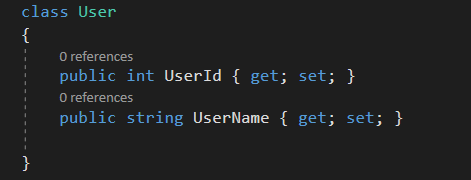 class User
{
0 references
public int UserId { get; set; }
0 references
public string UserName { get; set; }
}